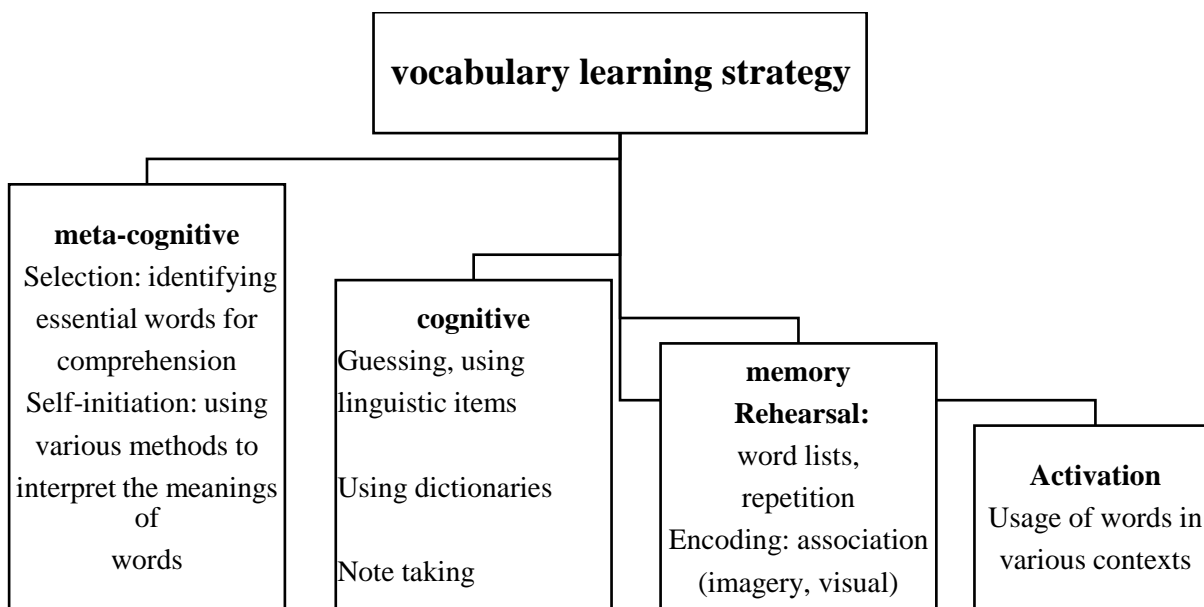 vocabulary learning strategy
meta-cognitive
Selection: identifying
essential words for
comprehension
Self-initiation: using
various methods to
interpret the meanings
of
words
cognitive
Guessing, using
linguistic items
Using dictionaries
Note taking
memory
Rehearsal:
word lists,
repetition
Encoding: association
(imagery, visual)
Activation
Usage of words in
various contexts